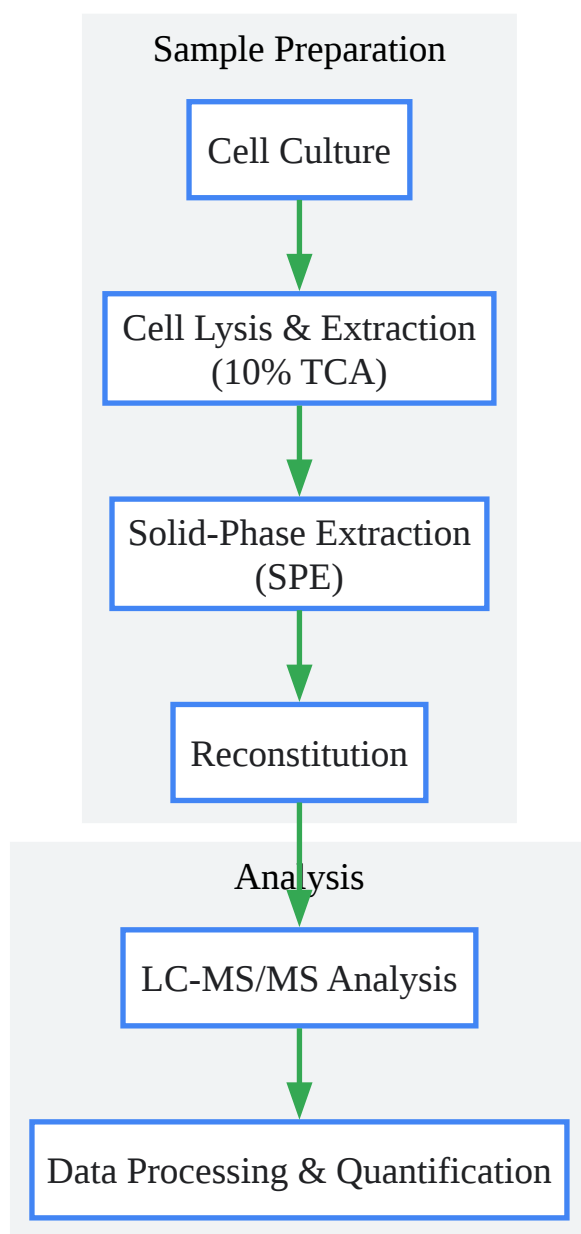 Sample Preparation
Cell Culture
Cell Lysis & Extraction
(10% TCA)
Solid-Phase Extraction
(SPE)
Reconstitution
Analysis
LC-MS/MS Analysis
Data Processing & Quantification